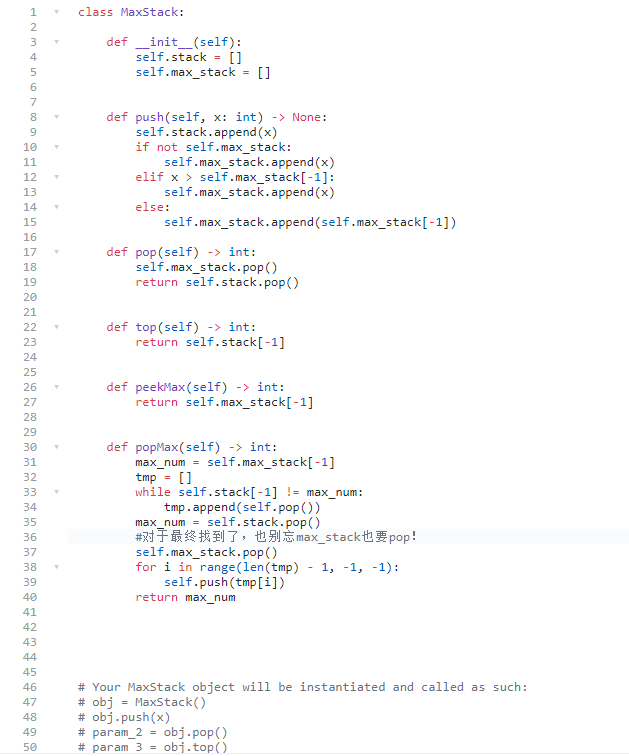 1 class MaxStack:
2
3 def __init__(self):
4 self.stack = []
5 self.max_stack = []
6
7
8 def push(self, x: int) -> None:
9 self.stack.append(x)
10 if not self.max_stack:
11 self.max_stack.append(x)
12 elif x > self.max_stack[-1]:
13 self.max_stack.append(x)
14 else:
15 self.max_stack.append(self.max_stack[-1])
16
17 def pop(self) -> int:
18 self.max_stack.pop()
19 return self.stack.pop()
20
21
22 def top(self) -> int:
23 return self.stack[-1]
24
25
26 def peekMax(self) -> int:
27 return self.max_stack[-1]
28
29
30 def popMax(self) -> int:
31 max_num = self.max_stack[-1]
32 tmp = []
33 while self.stack[-1] != max_num:
34 tmp.append(self.pop())
35 max_num = self.stack.pop()
36 #对于最终找到了，也别忘max_stack也要pop!
37 self.max_stack.pop()
38 for i in range(len(tmp) - 1, -1, -1):
39 self.push(tmp[i])
40 return max_num
41
42
43
44
45
46 # Your MaxStack object will be instantiated and called as such:
47 # obj = MaxStack()
48 # obj.push(x)
49 # param_2 = obj.pop()
50 # param_3 = obj.top()